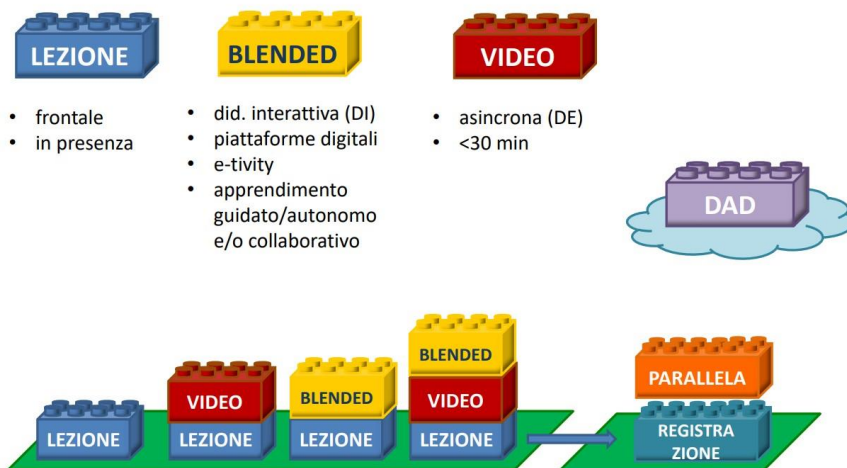 LEZIONE
• frontale
• in presenza
BLENDED
• did. interattiva (DI)
• piattaforme digitali
• e-tivity
• apprendimento
guidato/autonomo
e/o collaborativo
VIDEO
• asincrona (DE)
• <30 min
DAD
LEZIONE
VIDEO
LEZIONE
BLENDED
LEZIONE
BLENDED
VIDEO
LEZIONE
PARALLELA
REGISTRA
ZIONE